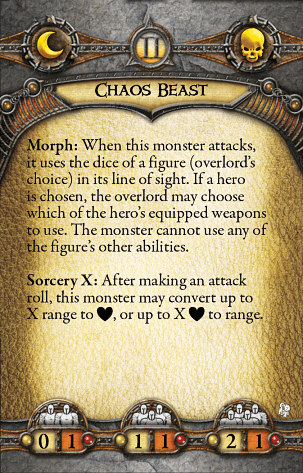 II
CHAOS BEAST
Morph: When this monster attacks,
it uses the dice of a figure (overlord's
choice) in its line of sight. If a hero
is chosen, the overlord may choose
which of the hero's equipped weapons
to use. The monster cannot use any of
the figure's other abilities.
Sorcery X: After making an attack
roll, this monster may convert up to
X range to ♥, or up to X ♥ to range.
0 1 1 1 2 1